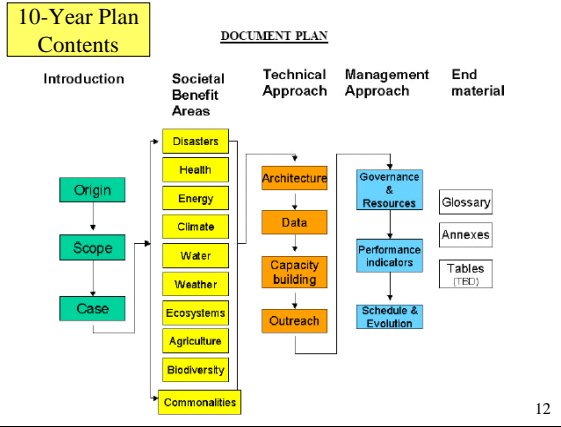 10-Year Plan
Contents
DOCUMENT PLAN
Introduction
Societal
Benefit
Areas
Technical
Approach
Management
Approach
End
material
Origin
Scope
Case
Disasters
Health
Energy
Climate
Water
Weather
Ecosystems
Agriculture
Biodiversity
Commonalities
Architecture
Data
Capacity
building
Outreach
Governance
&
Resources
Performance
indicators
Schedule &
Evolution
Glossary
Annexes
Tables
(TBD)
12